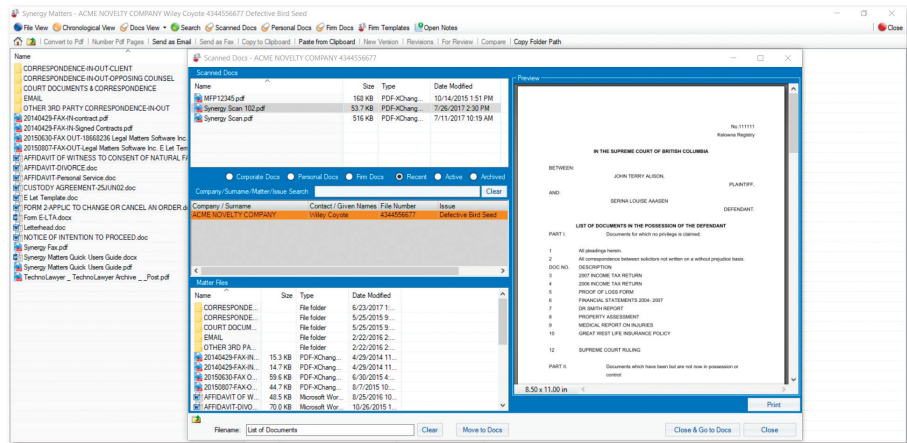 Synergy Matters - ACME NOVELTY COMPANY Wiley Coyote 4344556677 Defective Bird Seed
File View Chronological View Docs View Search Scanned Docs Personal Docs Firm Docs Firm Templates Open Notes Close
Convert to Pdf | Number Pdf Pages | Send as Email | Send as Fax | Copy to Clipboard | Paste from Clipboard | New Version | Revisions | For Review | Compare | Copy Folder Path
Name
CORRESPONDENCE-IN-OUT-CLIENT
CORRESPONDENCE-IN-OUT-OPPOSING COUNSEL
COURT DOCUMENTS & CORRESPONDENCE
EMAIL
OTHER 3RD PARTY CORRESPONDENCE-IN-OUT
20140429-FAX-IN-contract.pdf
20140429-FAX-IN-Signed Contracts.pdf
20150630-FAX OUT-18668236 Legal Matters Software Inc.
20150807-FAX-OUT-Legal Matters Software Inc. E Let Tem
AFFIDAVIT OF WITNESS TO CONSENT OF NATURAL FA
AFFIDAVIT-DIVORCE.doc
AFFIDAVIT-Personal Service.doc
CUSTODY AGREEMENT-25JUN02.doc
E Let Template.doc
FORM 2-APPLIC TO CHANGE OR CANCEL AN ORDER.d
Form E-LTA.docx
Letterhead.doc
NOTICE OF INTENTION TO PROCEED.doc
Synergy Fax.pdf
Synergy Matters Quick Users Guide.docx
Synergy Matters Quick Users Guide.pdf
TechnoLawyer _ TechnoLawyer Archive _ _Post.pdf
Scanned Docs - ACME NOVELTY COMPANY 4344556677
Scanned Docs
Name Size Type Date Modified
MFP12345.pdf 168 KB PDF-XChang... 10/14/2015 1:51 PM
Synergy Scan 102.pdf 53.7 KB PDF-XChang... 7/26/2017 2:30 PM
Synergy Scan.pdf 516 KB PDF-XChang... 7/11/2017 10:19 AM
Corporate Docs Personal Docs Firm Docs Recent Active Archived
Company/Surname/Matter/Issue Search Clear
Company / Surname Contact / Given Names File Number Issue
ACME NOVELTY COMPANY Wiley Coyote 4344556677 Defective Bird Seed
Matter Files
Name Size Type Date Modified
CORRESPONDE... File folder 6/23/2017 1:...
CORRESPONDE... File folder 5/25/2015 9:...
COURT DOCUM... File folder 5/25/2015 9:...
EMAIL File folder 2/22/2016 2:...
OTHER 3RD PA... File folder 2/22/2016 2:...
20140429-FAX-IN... 15.3 KB PDF-XChang... 4/29/2014 11...
20140429-FAX-IN... 14.7 KB PDF-XChang... 4/29/2014 11...
20150630-FAX O... 59.6 KB PDF-XChang... 6/30/2015 4:...
20150807-FAX-O... 44.7 KB PDF-XChang... 8/7/2015 10:...
AFFIDAVIT OF W... 48.5 KB Microsoft Wor... 8/25/2016 10...
AFFIDAVIT-DIVO... 70.0 KB Microsoft Wor... 10/26/2015 1...
Filename: List of Documents Clear Move to Docs Close & Go to Docs Close
Preview
No.111111
Kelowna Registry
IN THE SUPREME COURT OF BRITISH COLUMBIA
BETWEEN:
JOHN TERRY ALISON,
PLAINTIFF,
AND:
SERINA LOUISE AAASEN
DEFENDANT.
LIST OF DOCUMENTS IN THE POSSESSION OF THE DEFENDANT
PART I. Documents for which no privilege is claimed:
1 All pleadings herein.
2 All correspondence between solicitors not written on a without prejudice basis.
DOC NO. DESCRIPTION
3 2007 INCOME TAX RETURN
4 2006 INCOME TAX RETURN
5 PROOF OF LOSS FORM
6 FINANCIAL STATEMENTS 2004- 2007
7 DR SMITH REPORT
8 PROPERTY ASSESSMENT
9 MEDICAL REPORT ON INJURIES
10 GREAT WEST LIFE INSURANCE POLICY
12 SUPREME COURT RULING
PART II. Documents which have been but are not now in possession or
control:
8.50 x 11.00 in
Print